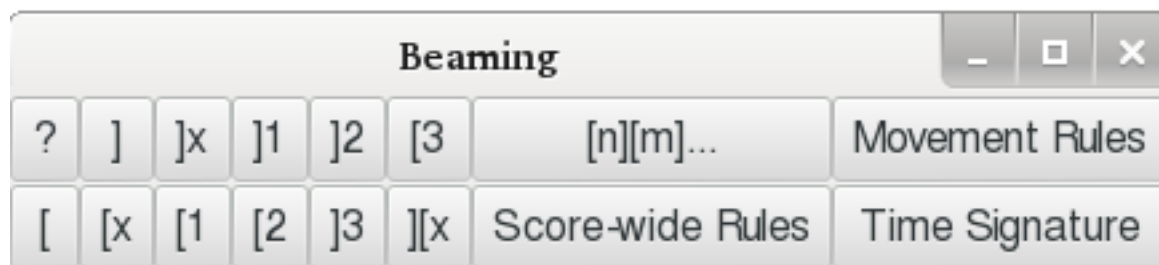 Beaming
? ] ]x ]1 ]2 [3 [n][m]... Movement Rules
[ [x [1 [2 ]3 ][x Score-wide Rules Time Signature